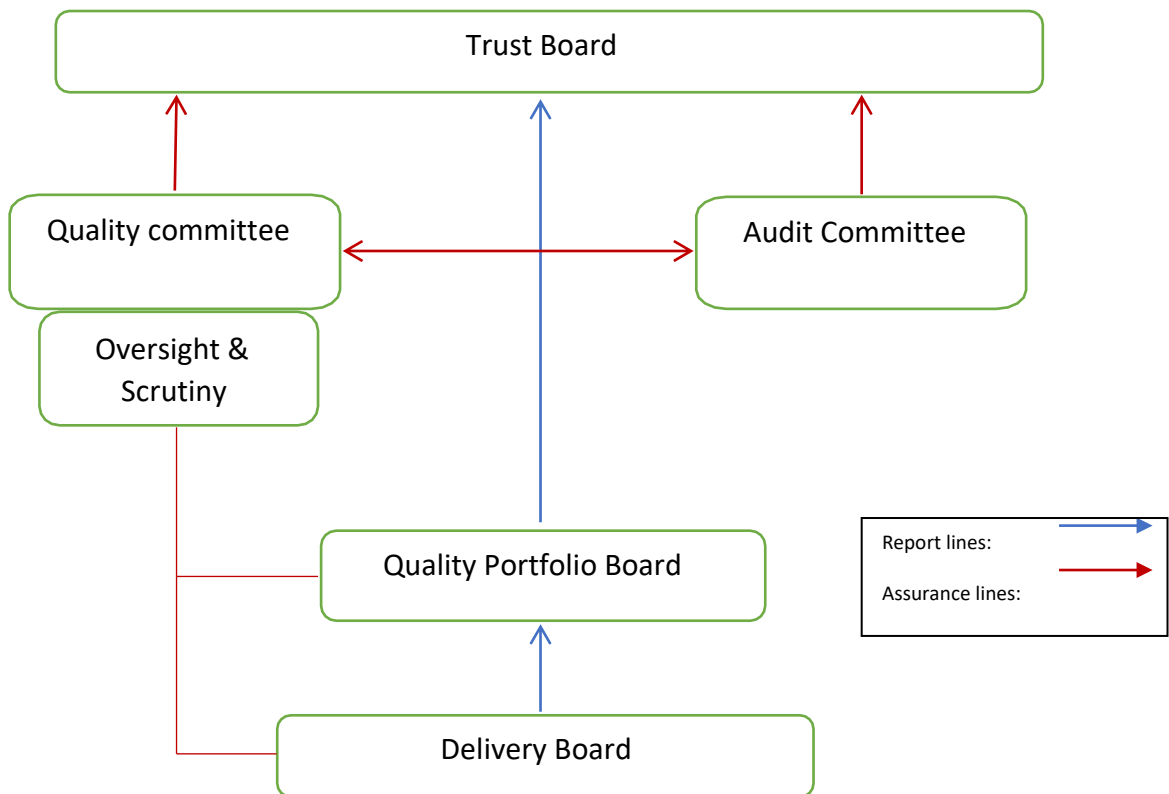 Trust Board
Quality committee
Audit Committee
Oversight &
Scrutiny
Quality Portfolio Board
Report lines:
Assurance lines:
Delivery Board